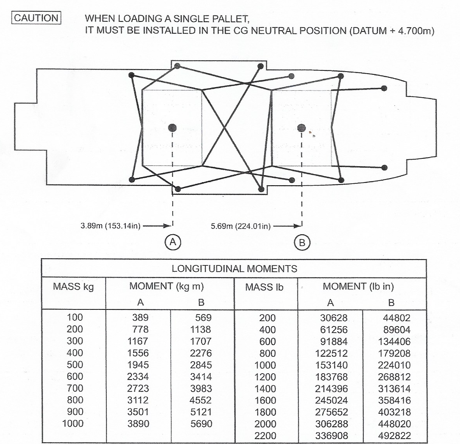 CAUTION WHEN LOADING A SINGLE PALLET,
IT MUST BE INSTALLED IN THE CG NEUTRAL POSITION (DATUM + 4.700m)
3.89m (153.14in) 5.69m (224.01in)
A B
LONGITUDINAL MOMENTS
MASS kg MOMENT (kg m) MASS lb MOMENT (lb in)
A B A B
100 389 569 200 30628 44802
200 778 1138 400 61256 89604
300 1167 1707 600 91884 134406
400 1556 2276 800 122512 179208
500 1945 2845 1000 153140 224010
600 2334 3414 1200 183768 268812
700 2723 3983 1400 214396 313614
800 3112 4552 1600 245024 358416
900 3501 5121 1800 275652 403218
1000 3890 5690 2000 306288 448020
2200 336908 492822